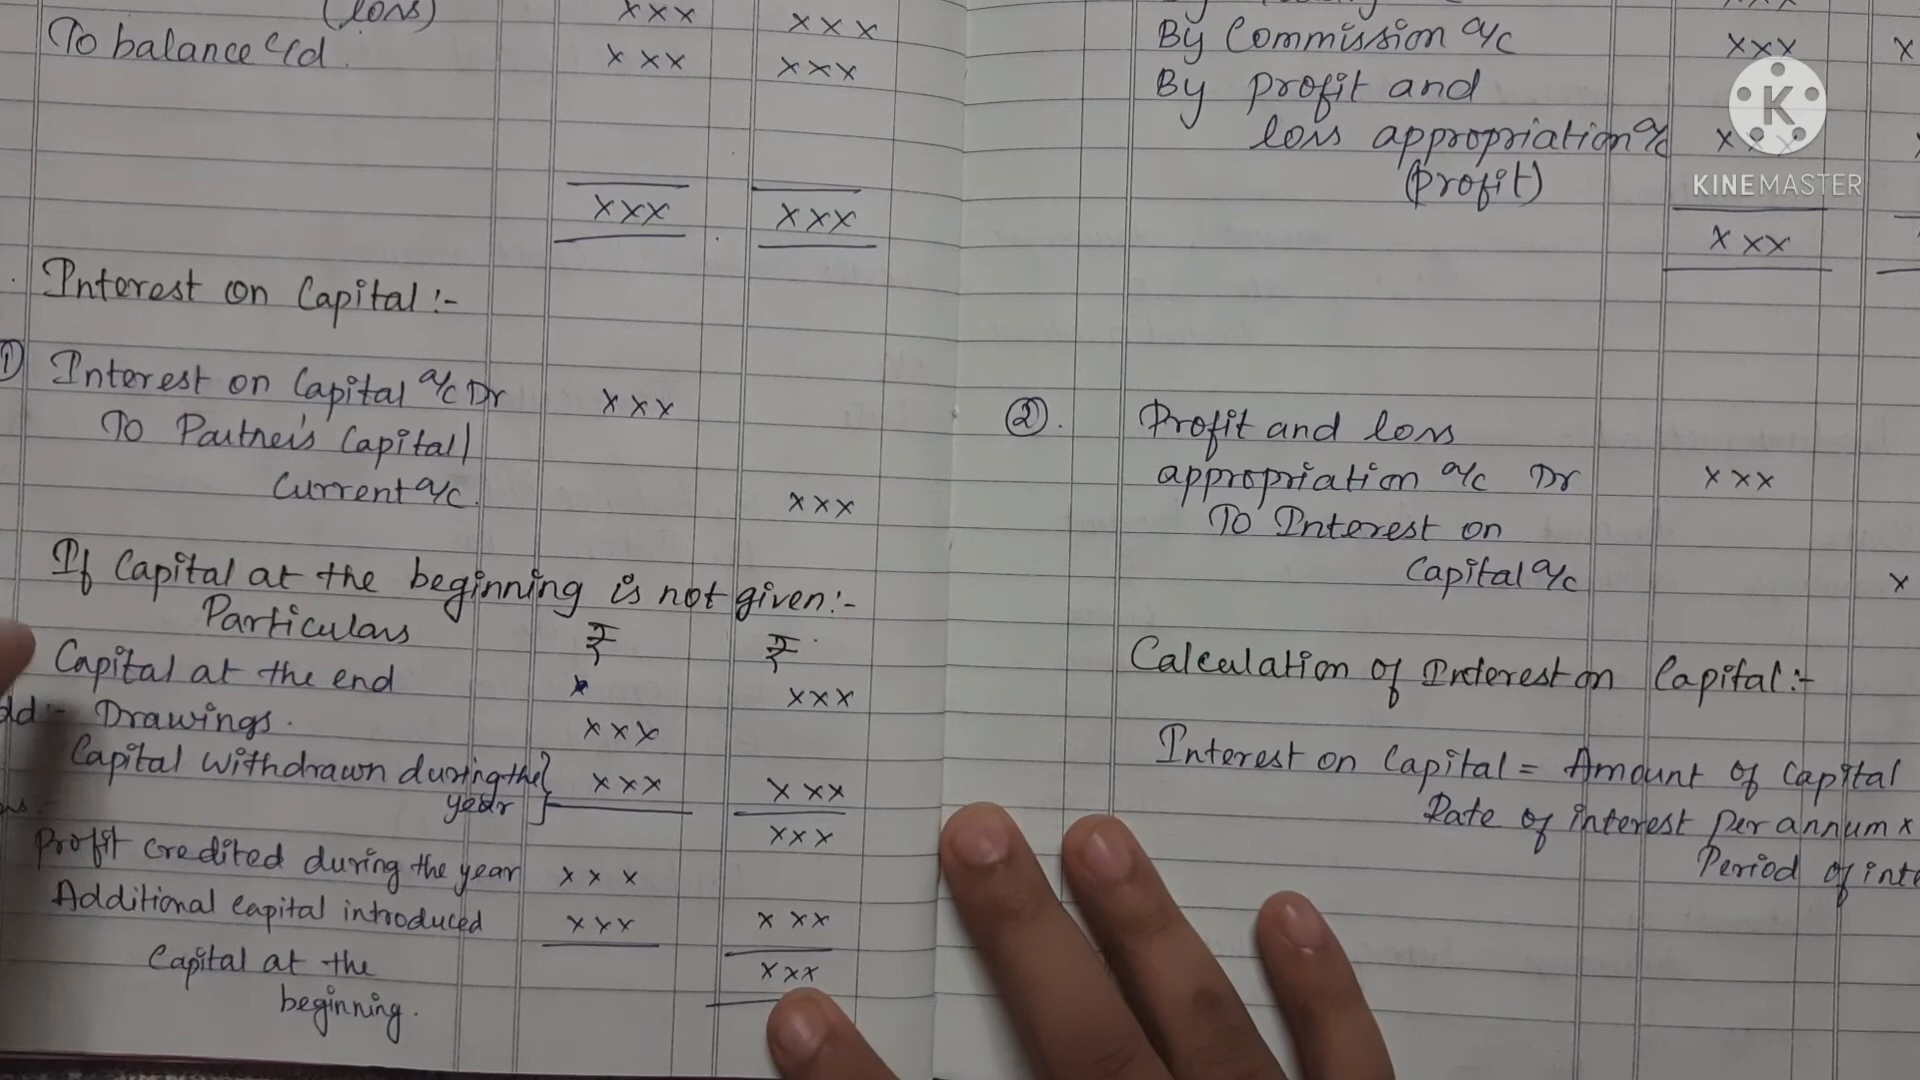 (loss) xxx xxx
To balance c/d. xxx xxx
xxx xxx
Interest on Capital :-
① Interest on Capital a/c Dr xxx
To Partner's Capital/
Current a/c. xxx
If Capital at the beginning is not given:-
Particulars ₹ ₹
Capital at the end x xxx
Drawings. xxx
Capital withdrawn during the} xxx xxx
year
xxx
Profit credited during the year xxx
Additional capital introduced xxx xxx
Capital at the xxx
beginning.
By Commission a/c xxx x
By profit and
loss appropriation a/c xxx
(profit)
xxx
②. Profit and loss
appropriation a/c Dr xxx
To Interest on
Capital a/c x
Calculation of Interest on Capital :-
Interest on Capital = Amount of Capital
Rate of interest per annum x
Period of
K
KINEMASTER